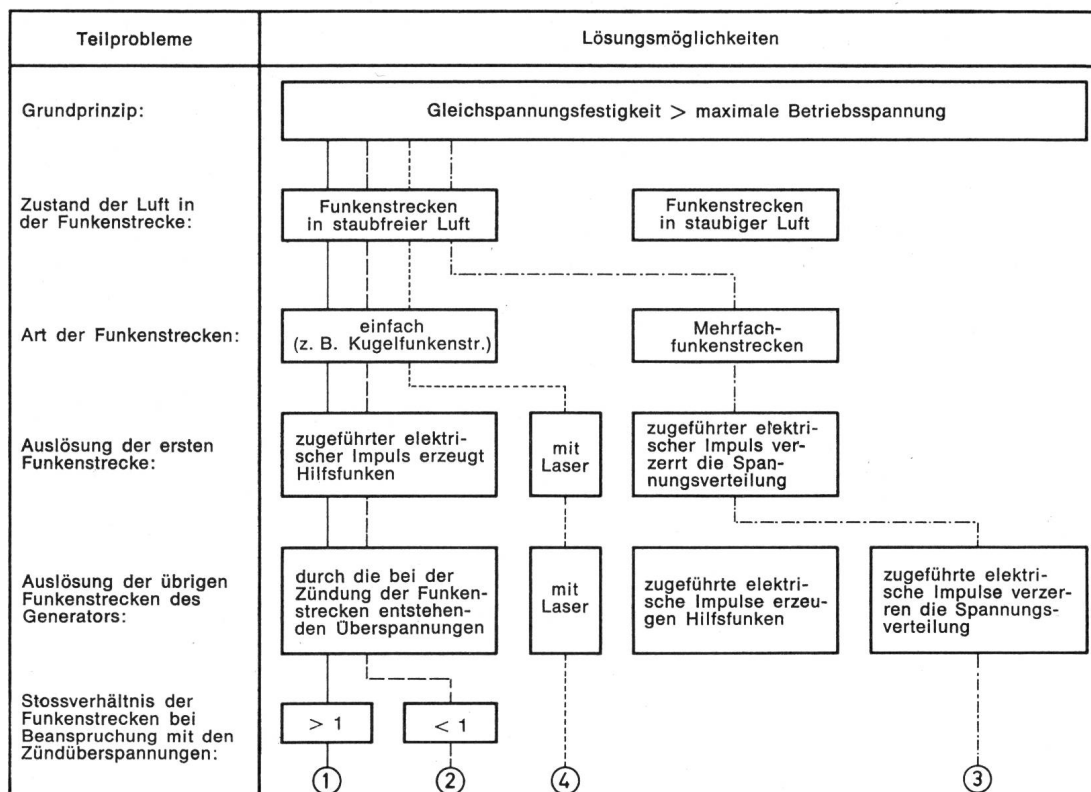 Teilprobleme
Lösungsmöglichkeiten
Grundprinzip:
Gleichspannungsfestigkeit > maximale Betriebsspannung
Zustand der Luft in
der Funkenstrecke:
Funkenstrecken
in staubfreier Luft
Funkenstrecken
in staubiger Luft
Art der Funkenstrecken:
einfach
(z. B. Kugelfunkenstr.)
Mehrfach-
funkenstrecken
Auslösung der ersten
Funkenstrecke:
zugeführter elektri-
scher Impuls erzeugt
Hilfsfunken
mit
Laser
zugeführter elektri-
scher Impuls ver-
zerrt die Span-
nungsverteilung
Auslösung der übrigen
Funkenstrecken des
Generators:
durch die bei der
Zündung der Funken-
strecken entstehen-
den Überspannungen
mit
Laser
zugeführte elektri-
sche Impulse erzeu-
gen Hilfsfunken
zugeführte elektri-
sche Impulse verzer-
ren die Spannungs-
verteilung
Stossverhältnis der
Funkenstrecken bei
Beanspruchung mit den
Zündüberspannungen:
> 1
< 1
1
2
4
3